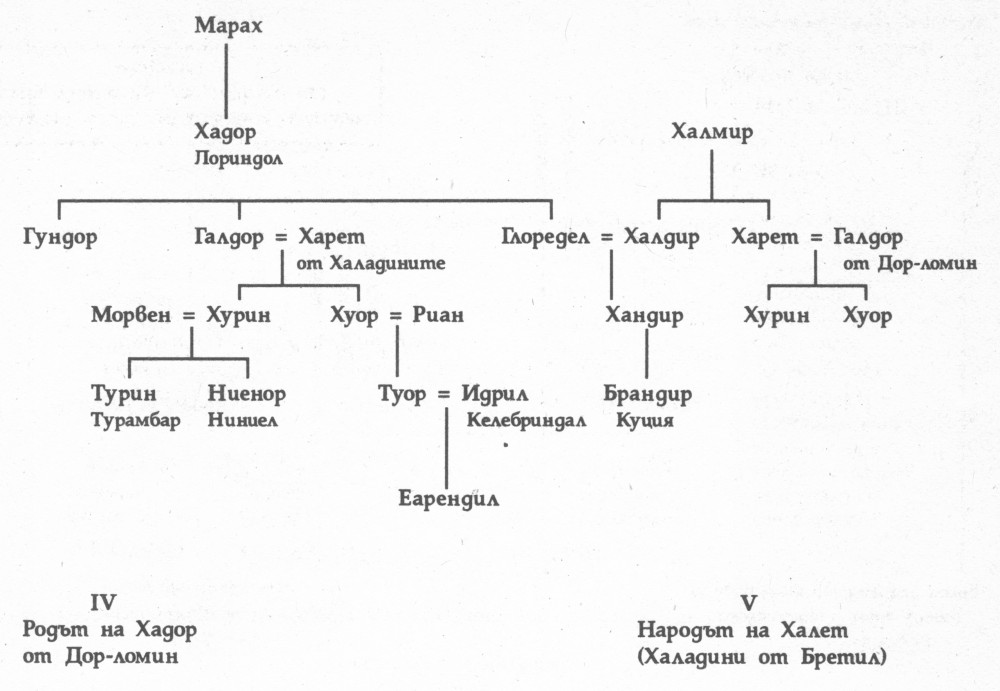 Марах
Хадор
Лориндол
Халмир
Гундор
Галдор = Харет
от Халадините
Глоредел = Халдир
Харет = Галдор
от Дор-ломин
Морвен = Хурин
Хуор = Риан
Хандир
Хурин
Хуор
Турин
Турамбар
Ниенор
Ниниел
Туор = Идрил
Келебриндал
Брандир
Куция
Еарендил
IV
Родът на Хадор
от Дор-ломин
V
Народът на Халет
(Халадини от Бретил)